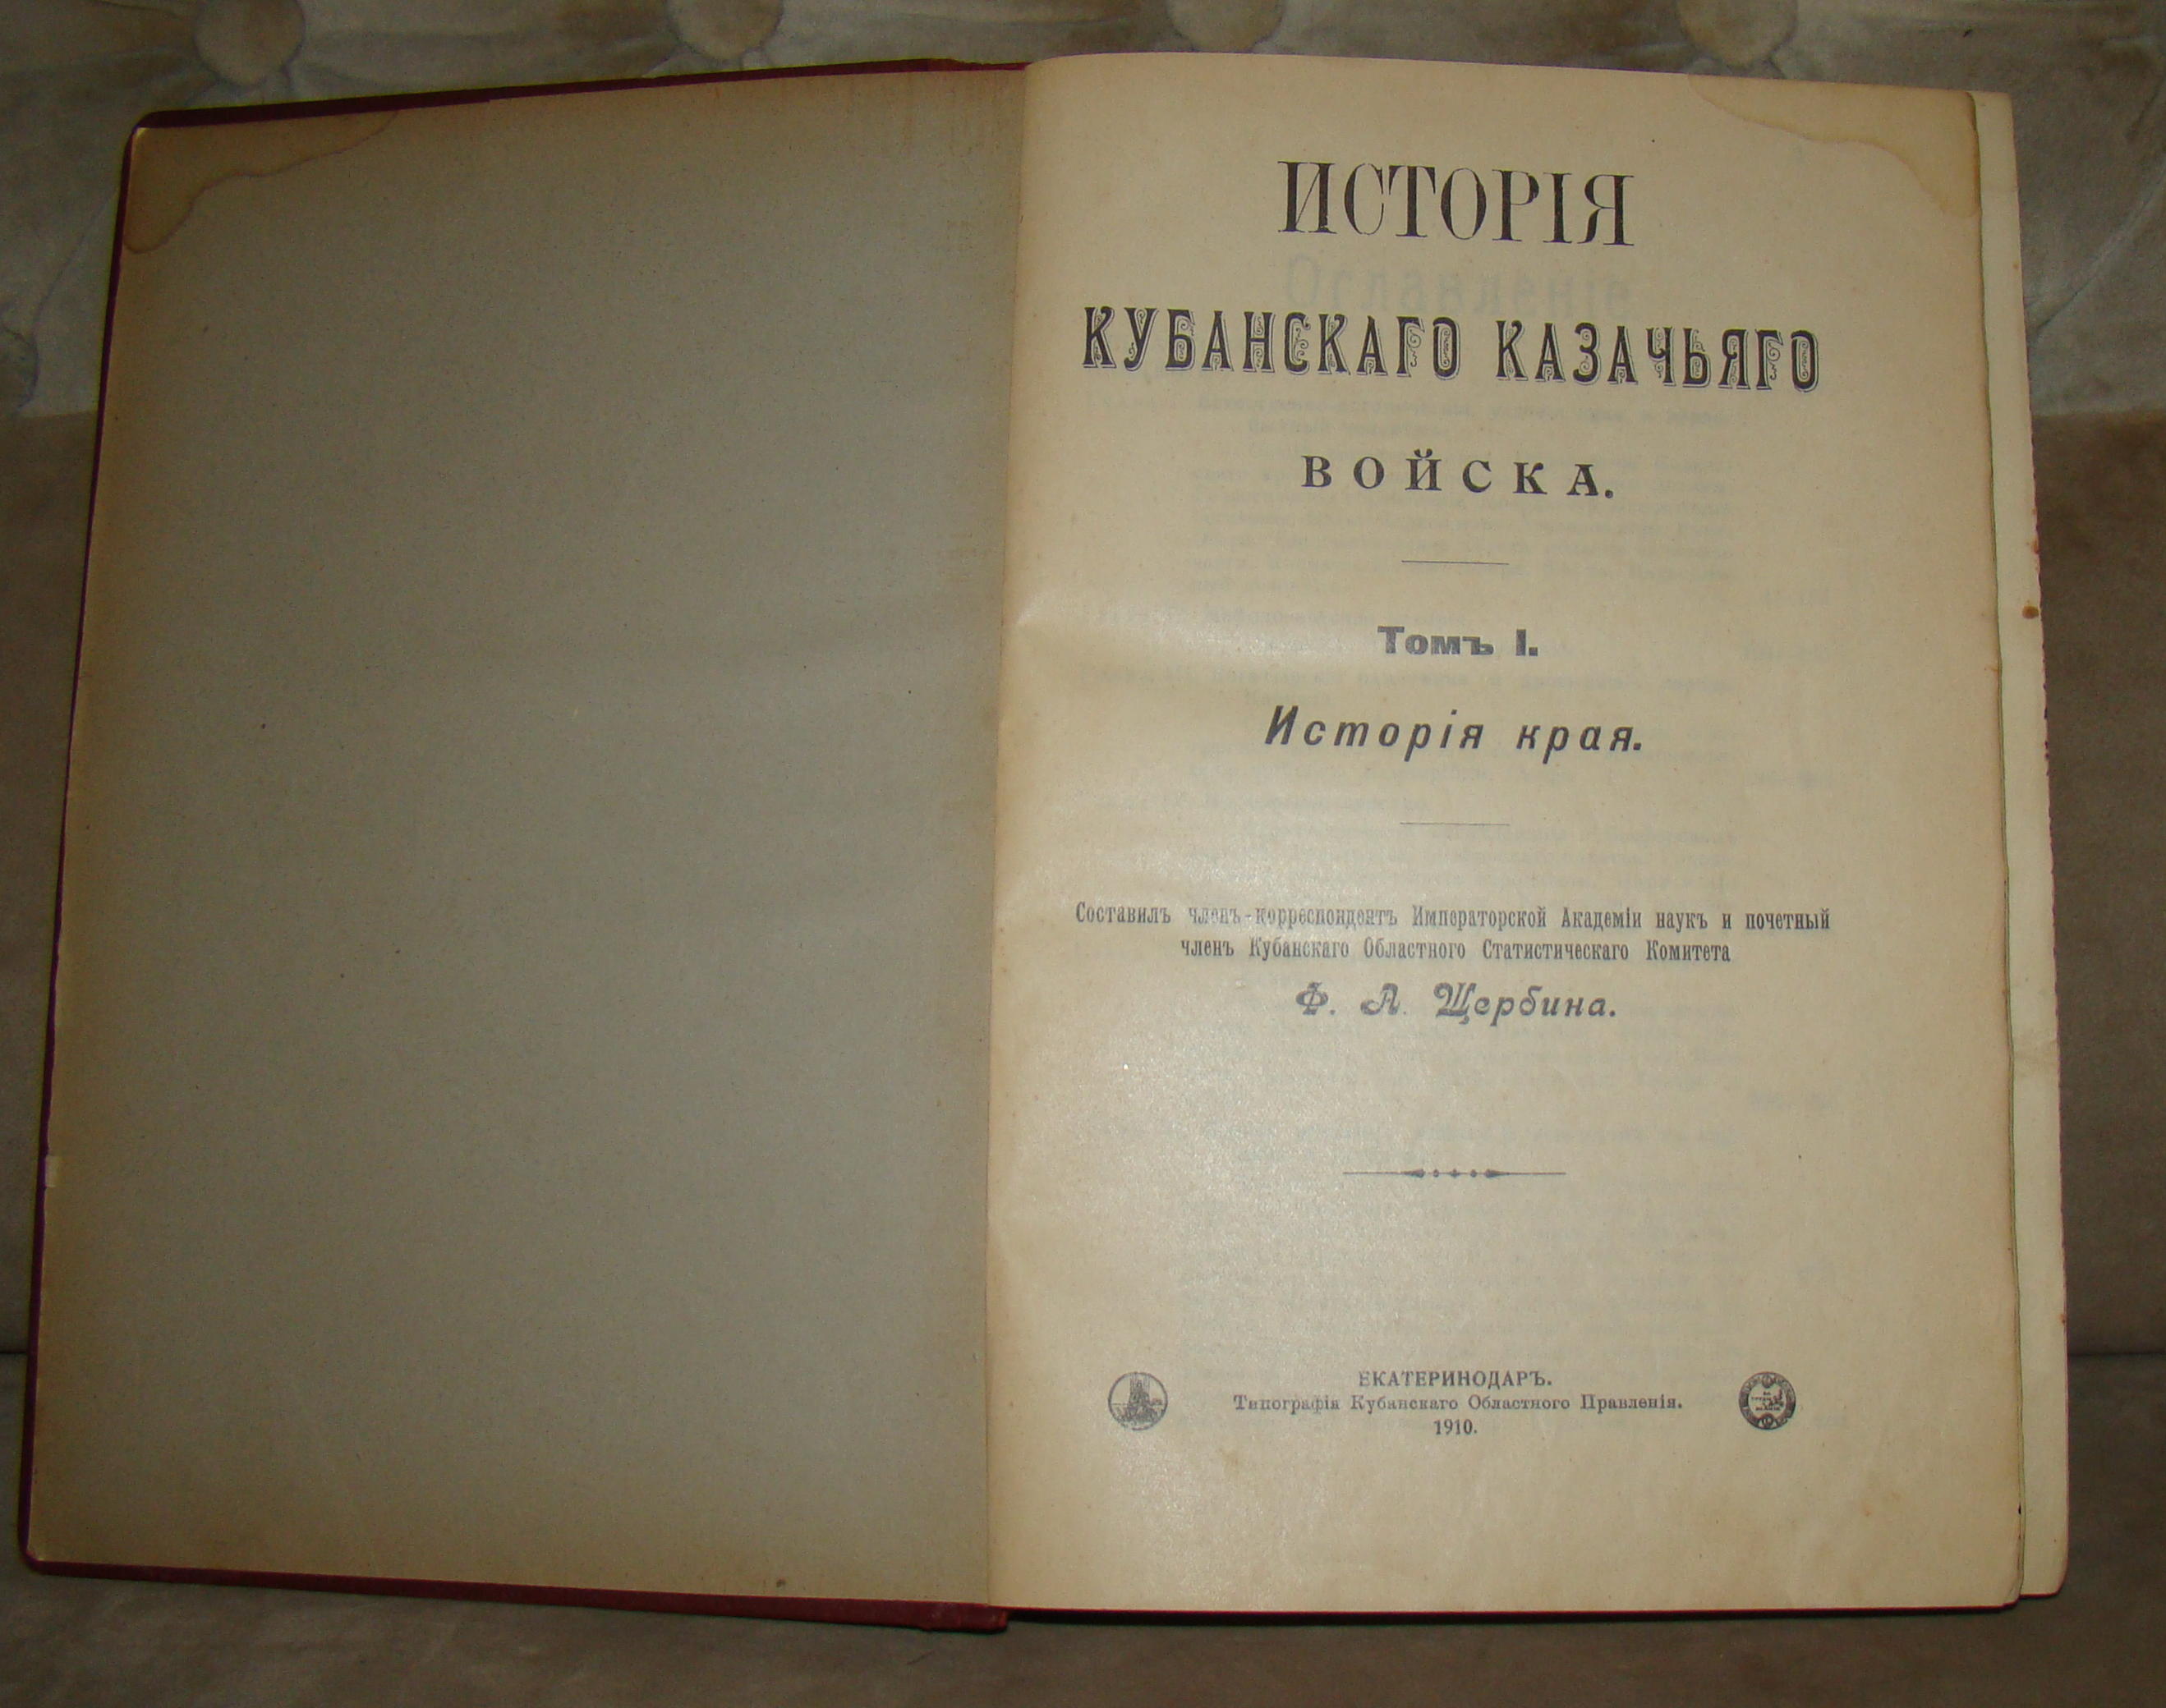 ИСТОРІЯ
КУБАНСКАГО КАЗАЧЬЯГО
ВОЙСКА.
Томъ I.
Исторія края.
Составилъ членъ-корреспондентъ Императорской Академіи наукъ и почетный
членъ Кубанскаго Областного Статистическаго Комитета
Ф. А. Щербина.
ЕКАТЕРИНОДАРЪ.
Типографія Кубанскаго Областного Правленія.
1910.